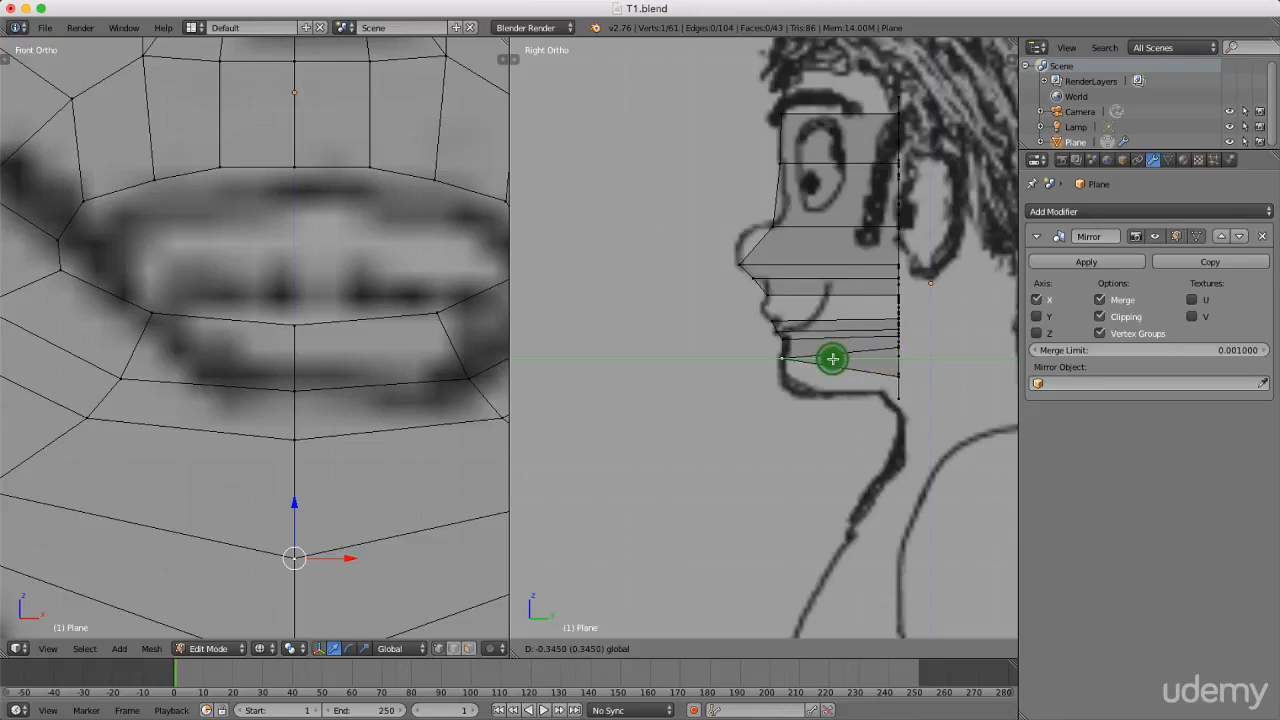 T1.blend
File Render Window Help Default Scene Blender Render v2.76 | Verts:1/61 | Edges:0/104 | Faces:0/43 | Tris:86 | Mem:14.00M | Plane
Front Ortho
Right Ortho
View Search All Scenes
Scene
RenderLayers
World
Camera
Lamp
Plane
Plane
Add Modifier
Mirror
Apply Copy
Axis: Options: Textures:
X Merge U
Y Clipping V
Z Vertex Groups
Merge Limit: 0.001000
Mirror Object:
z x
(1) Plane
z y
(1) Plane
View Select Add Mesh Edit Mode Global D: -0.3450 (0.3450) global
-50 -40 -30 -20 -10 0 10 20 30 40 50 60 70 80 90 100 110 120 130 140 150 160 170 180 190 200 210 220 230 240 250 260 270 280
View Marker Frame Playback Start: 1 End: 250 1 No Sync
udemy